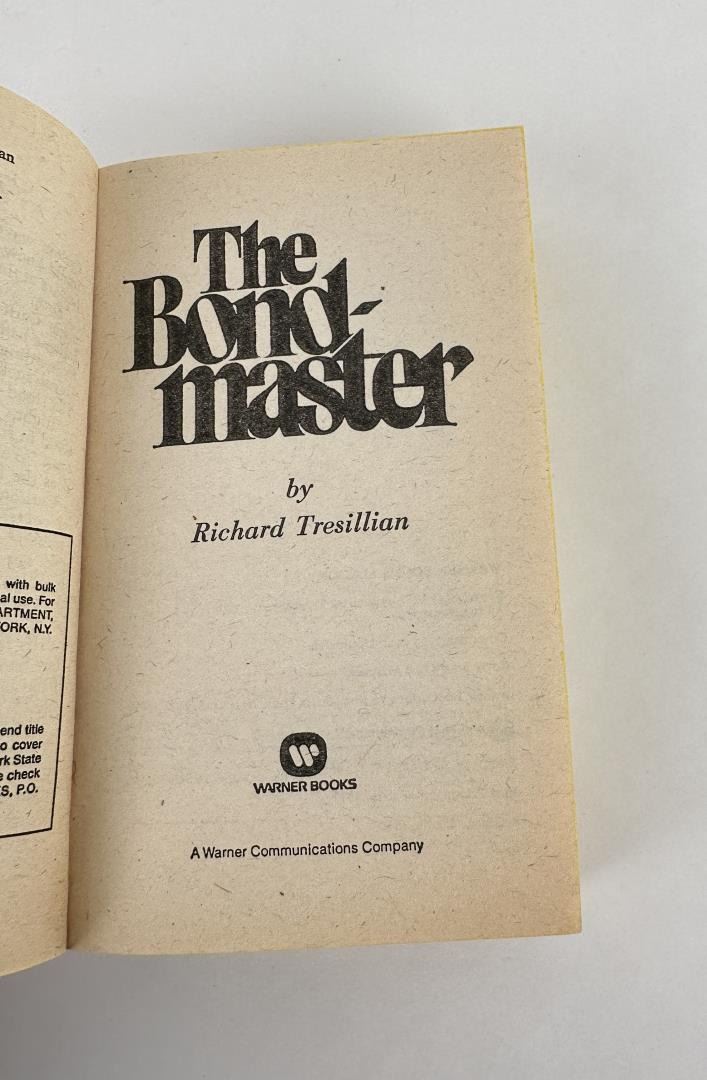 an
with bulk
al use. For
ARTMENT,
ORK, N.Y.
end title
o cover
rk State
e check
S, P.O.
The
Bond-
master
by
Richard Tresillian
WARNER BOOKS
A Warner Communications Company